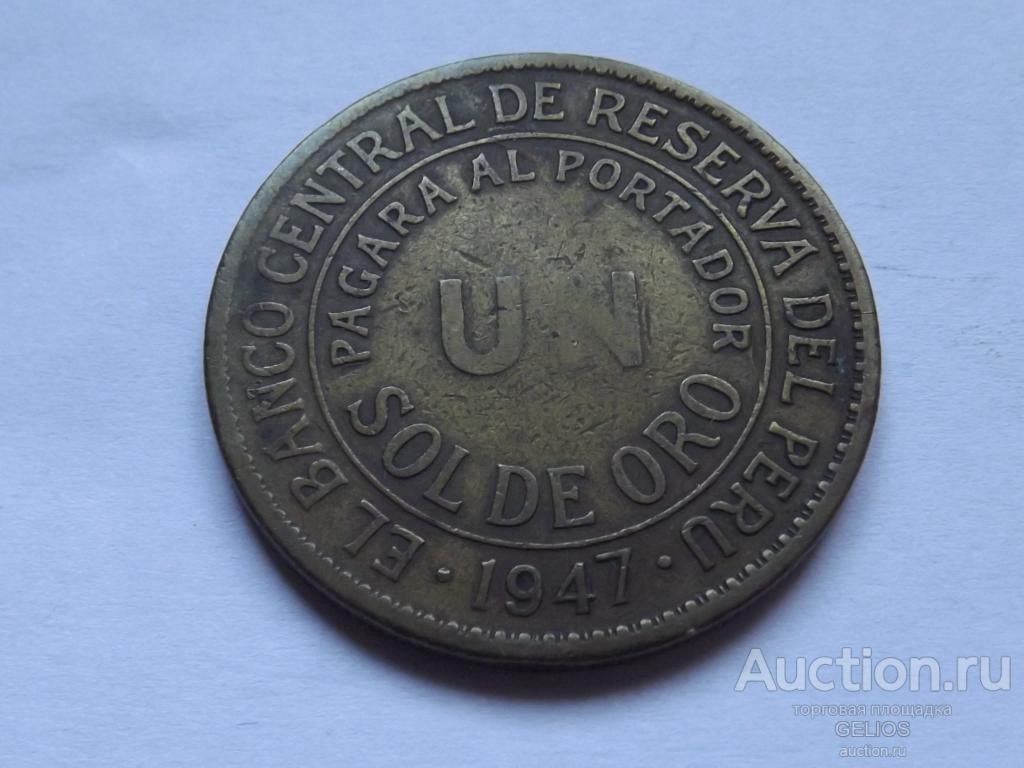 EL BANCO CENTRAL DE RESERVA DEL PERU
PAGARA AL PORTADOR
UN
SOL DE ORO
· 1947 ·
Auction.ru
торговая площадка
GELIOS
auction.ru